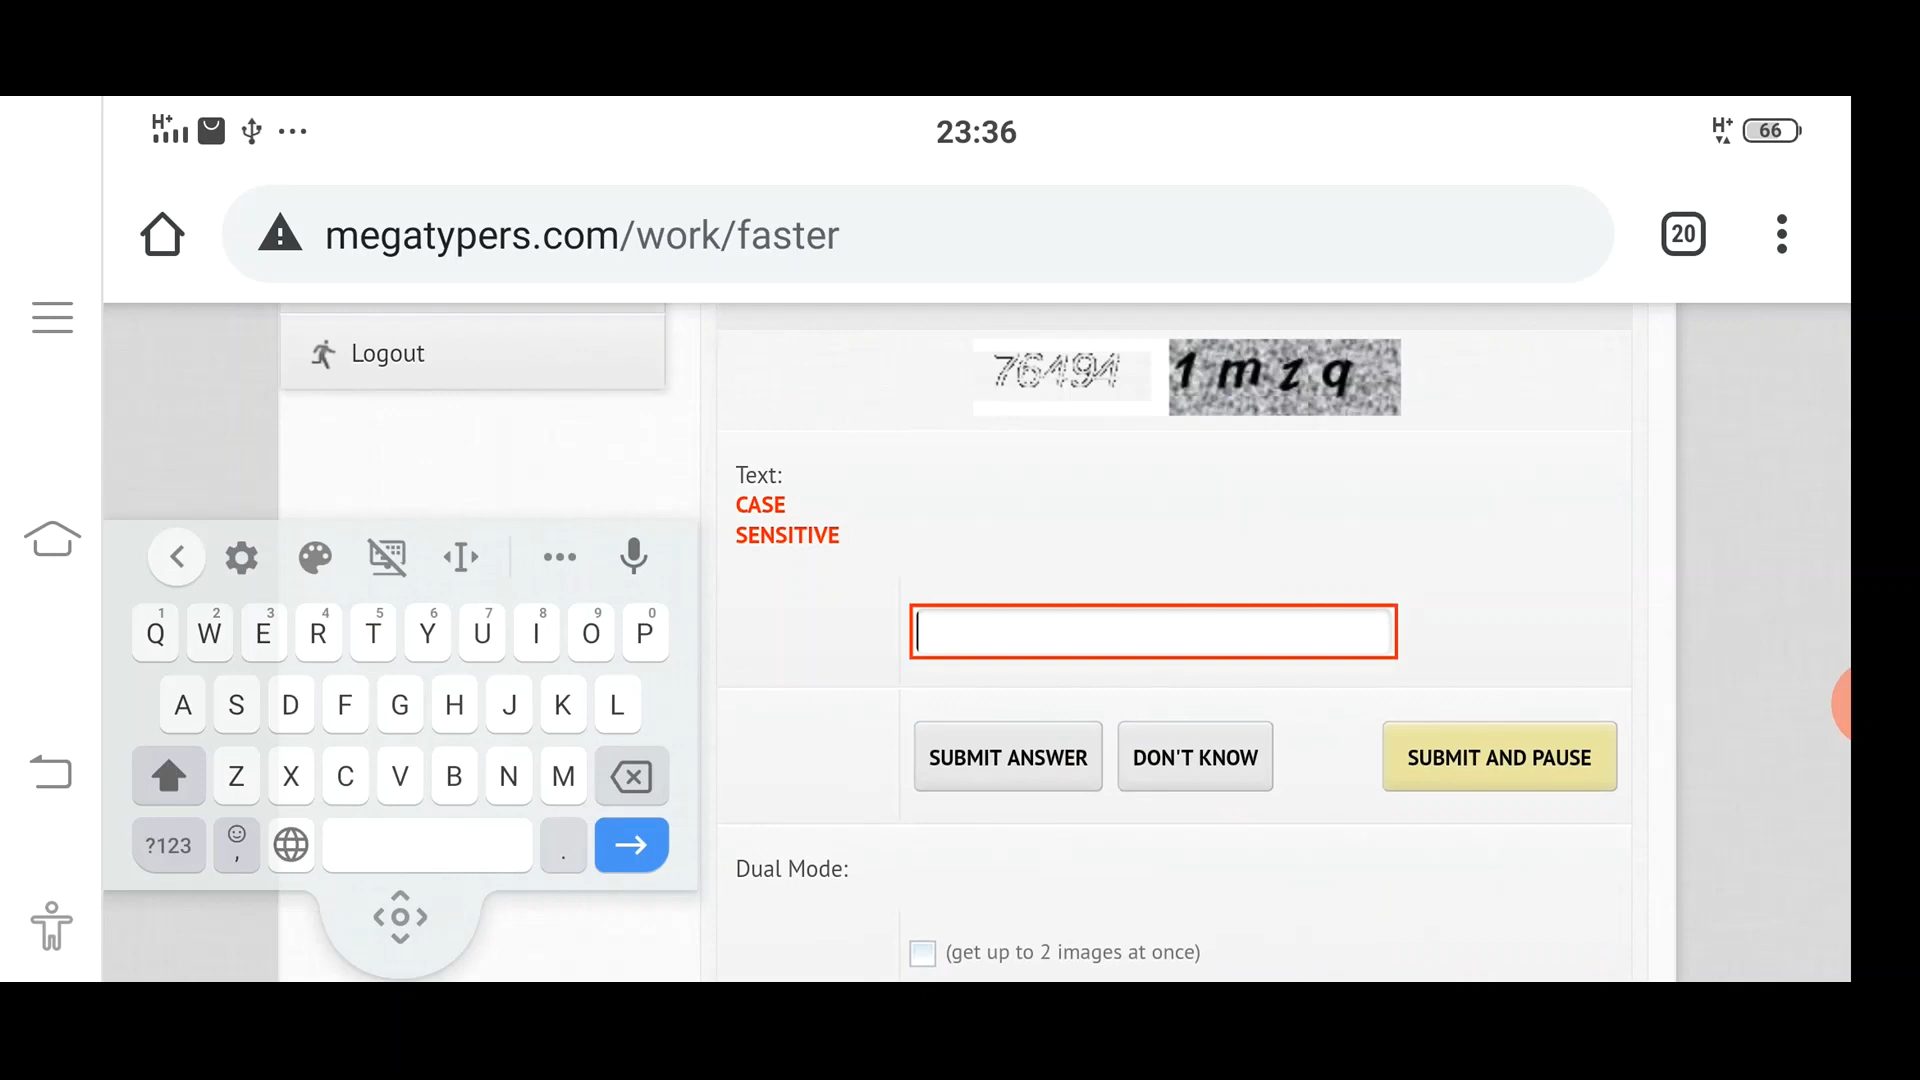 H+
23:36
H+
66
megatypers.com/work/faster
20
Logout
76494
1mzq
Text:
CASE
SENSITIVE
1 2 3 4 5 6 7 8 9 0
Q W E R T Y U I O P
A S D F G H J K L
Z X C V B N M
?123 , .
SUBMIT ANSWER
DON'T KNOW
SUBMIT AND PAUSE
Dual Mode:
(get up to 2 images at once)